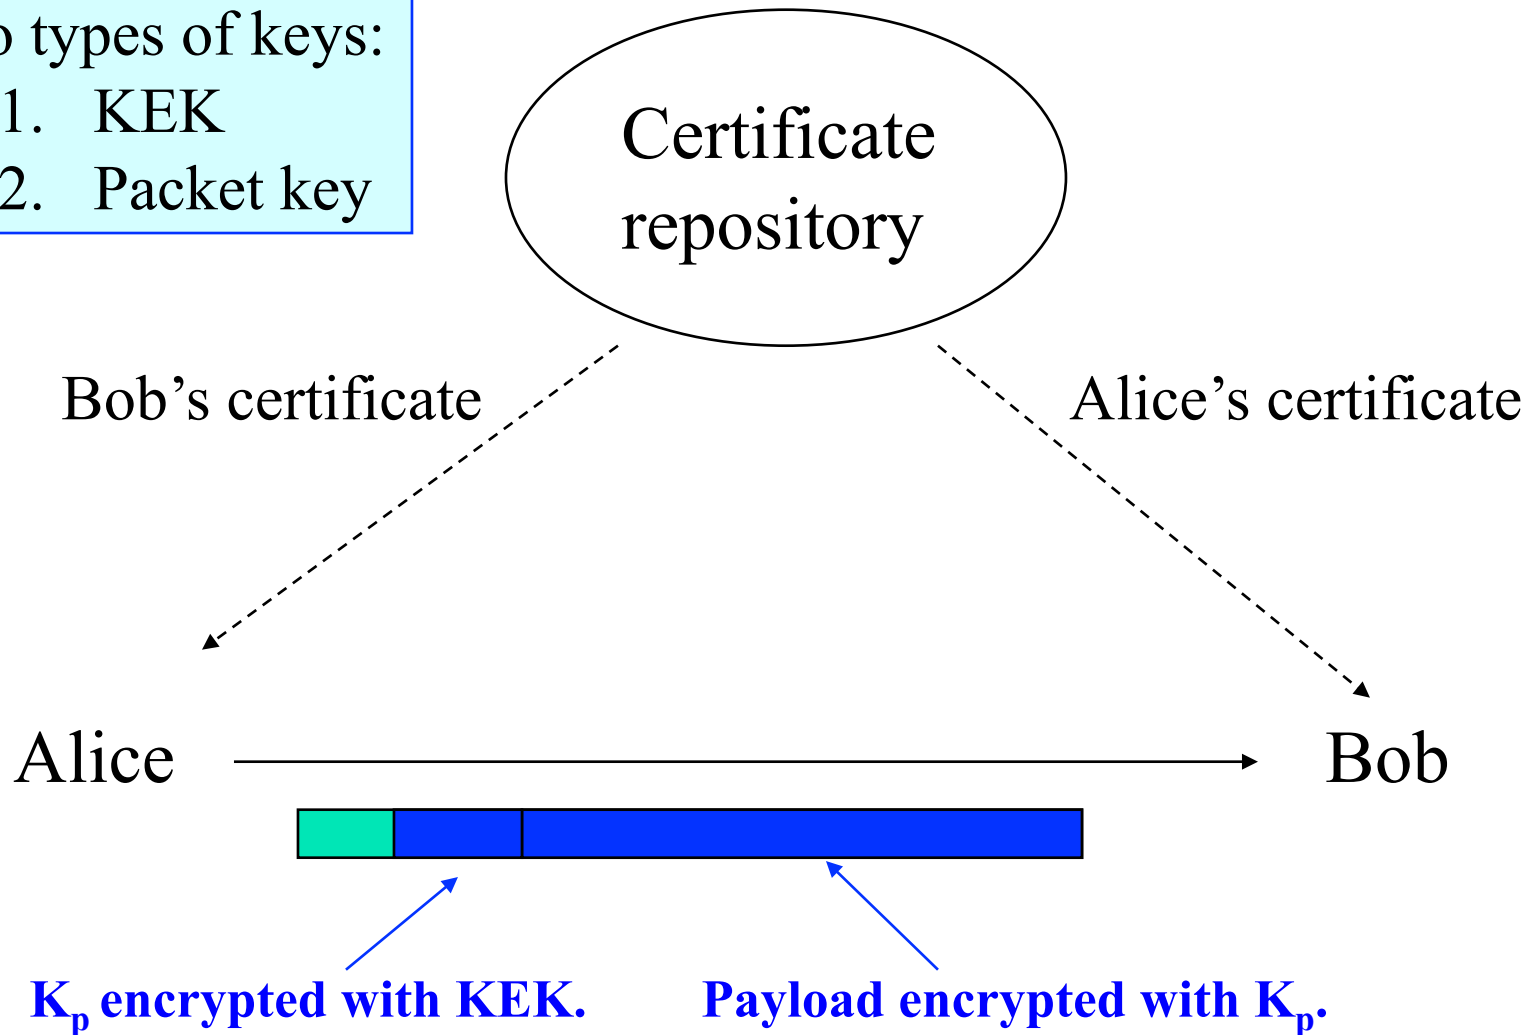 o types of keys:
1. KEK
2. Packet key
Certificate
repository
Bob’s certificate
Alice’s certificate
Alice
Bob
Kp encrypted with KEK.
Payload encrypted with Kp.